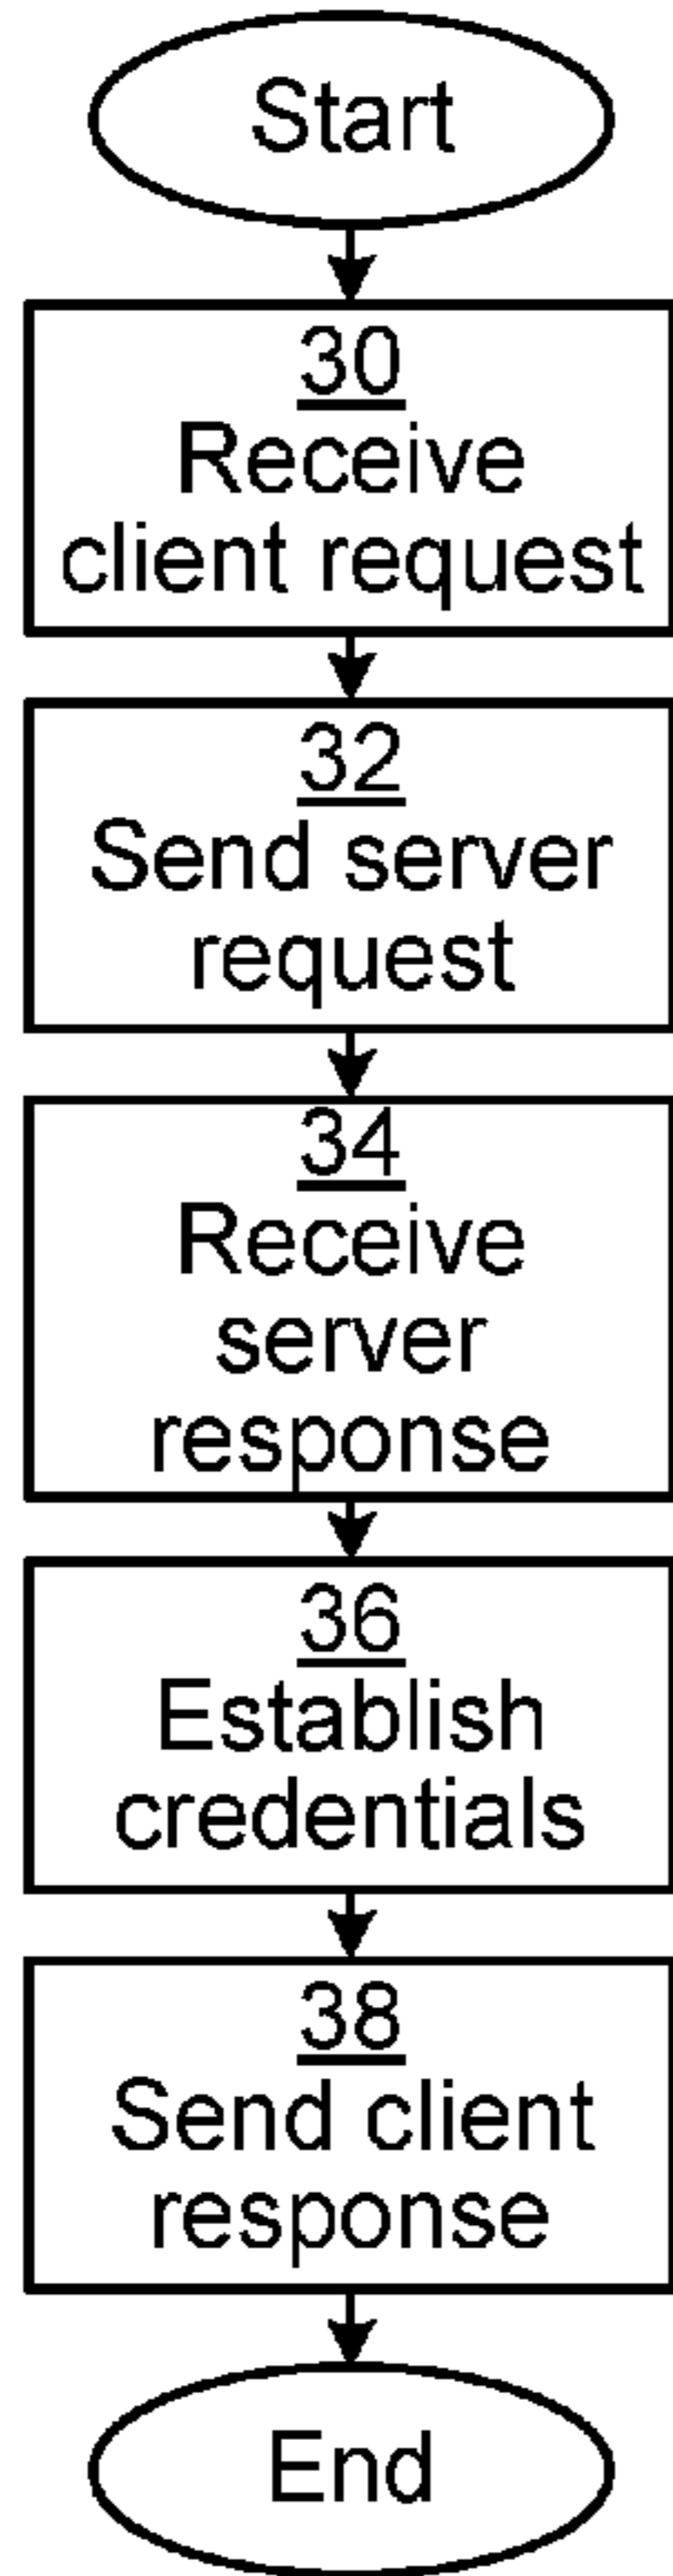 Start
30
Receive
client request
32
Send server
request
34
Receive
server
response
36
Establish
credentials
38
Send client
response
End